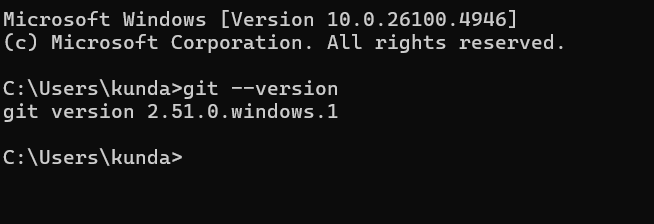 Microsoft Windows [Version 10.0.26100.4946]
(c) Microsoft Corporation. All rights reserved.
C:\Users\kunda>git --version
git version 2.51.0.windows.1
C:\Users\kunda>